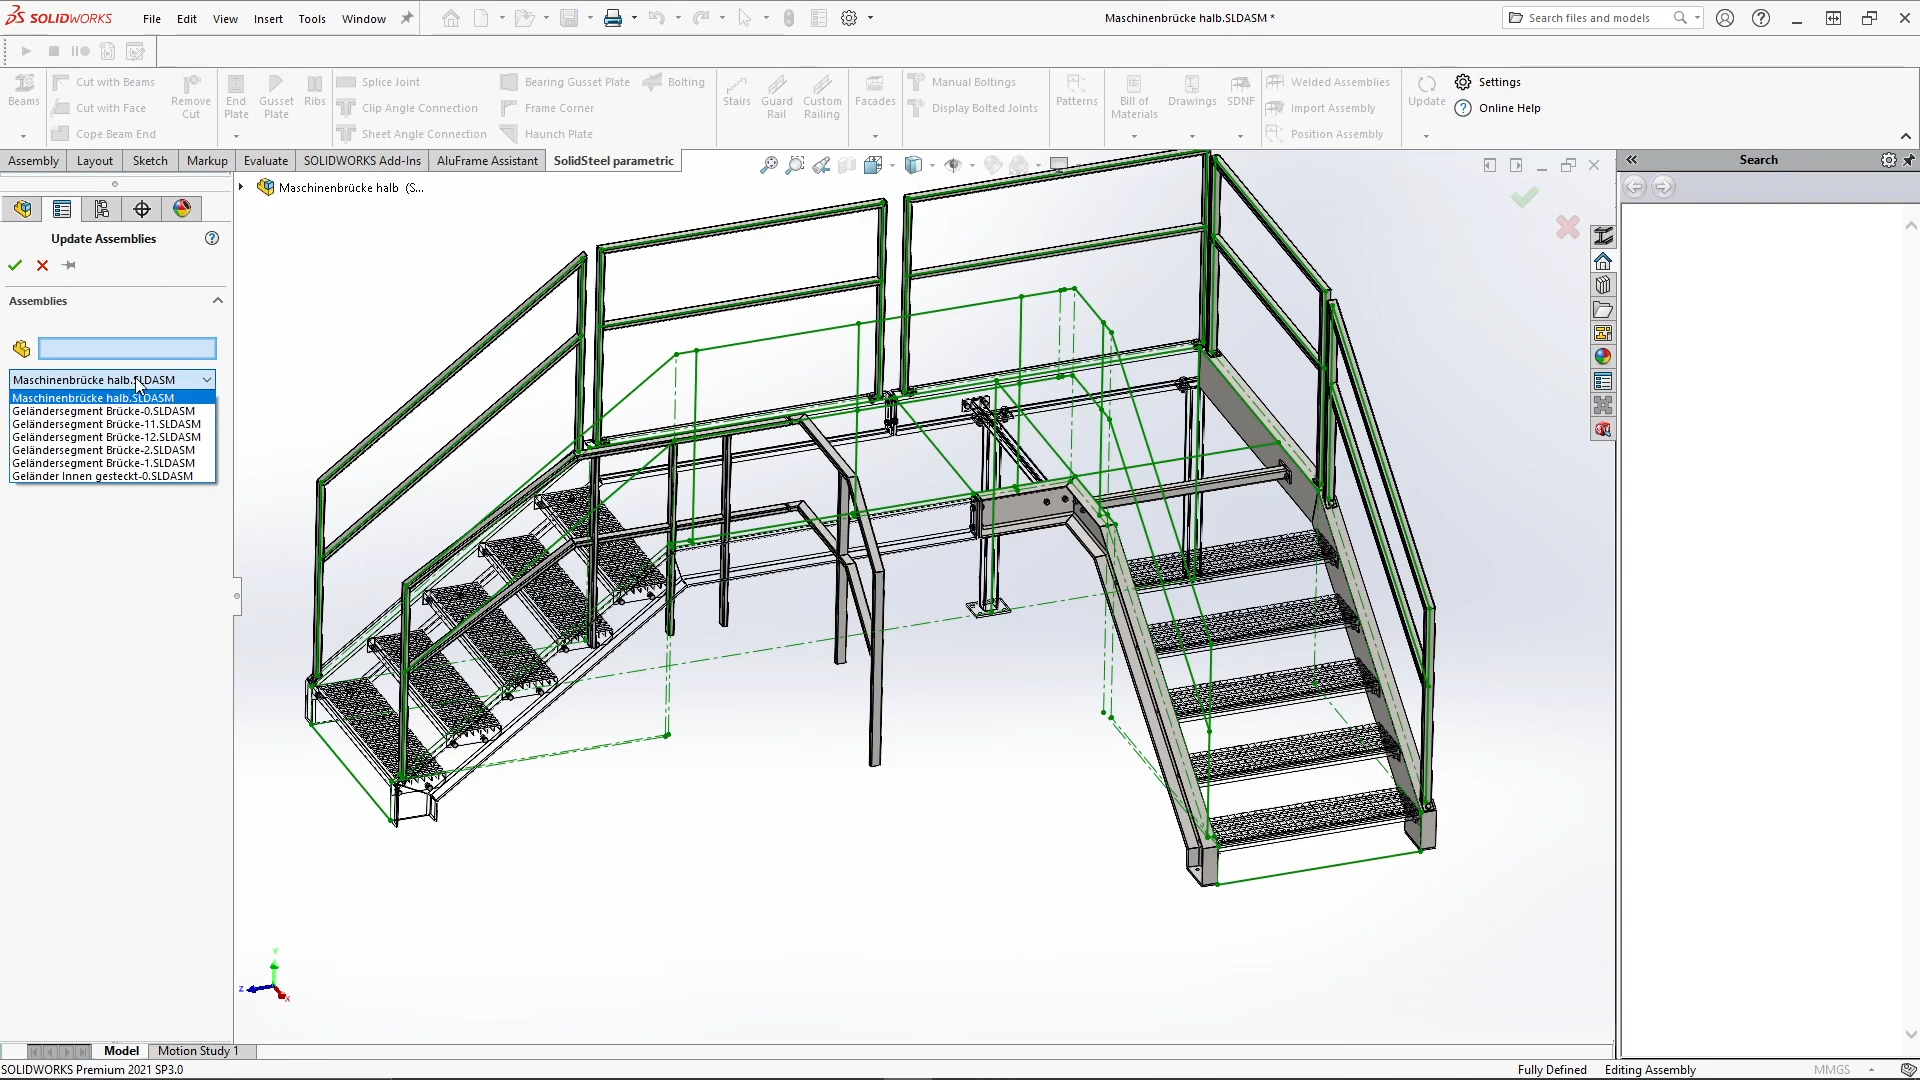 SOLIDWORKS
File Edit View Insert Tools Window
Maschinenbrücke halb.SLDASM *
Search files and models
Beams
Cut with Beams
Cut with Face
Cope Beam End
Remove Cut
End Plate
Gusset Plate
Ribs
Splice Joint
Clip Angle Connection
Sheet Angle Connection
Bearing Gusset Plate
Frame Corner
Haunch Plate
Bolting
Stairs
Guard Rail
Custom Railing
Facades
Manual Boltings
Display Bolted Joints
Patterns
Bill of Materials
Drawings
SDNF
Welded Assemblies
Import Assembly
Position Assembly
Update
Settings
Online Help
Assembly Layout Sketch Markup Evaluate SOLIDWORKS Add-Ins AluFrame Assistant SolidSteel parametric
Search
Maschinenbrücke halb (S...
Update Assemblies
Assemblies
Maschinenbrücke halb.SLDASM
Maschinenbrücke halb.SLDASM
Geländersegment Brücke-0.SLDASM
Geländersegment Brücke-11.SLDASM
Geländersegment Brücke-12.SLDASM
Geländersegment Brücke-2.SLDASM
Geländersegment Brücke-1.SLDASM
Geländer Innen gesteckt-0.SLDASM
Y
Z
X
Model Motion Study 1
SOLIDWORKS Premium 2021 SP3.0
Fully Defined Editing Assembly MMGS